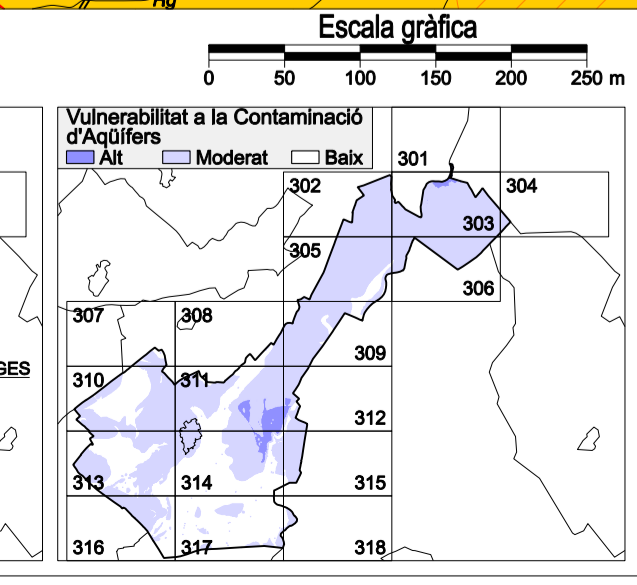 Hg
Escala gràfica
0 50 100 150 200 250 m
Vulnerabilitat a la Contaminació
d'Aqüífers
Alt Moderat Baix
301
302 304
303
305
306
307 308
309
GES
310 311
312
313 314 315
316 317 318